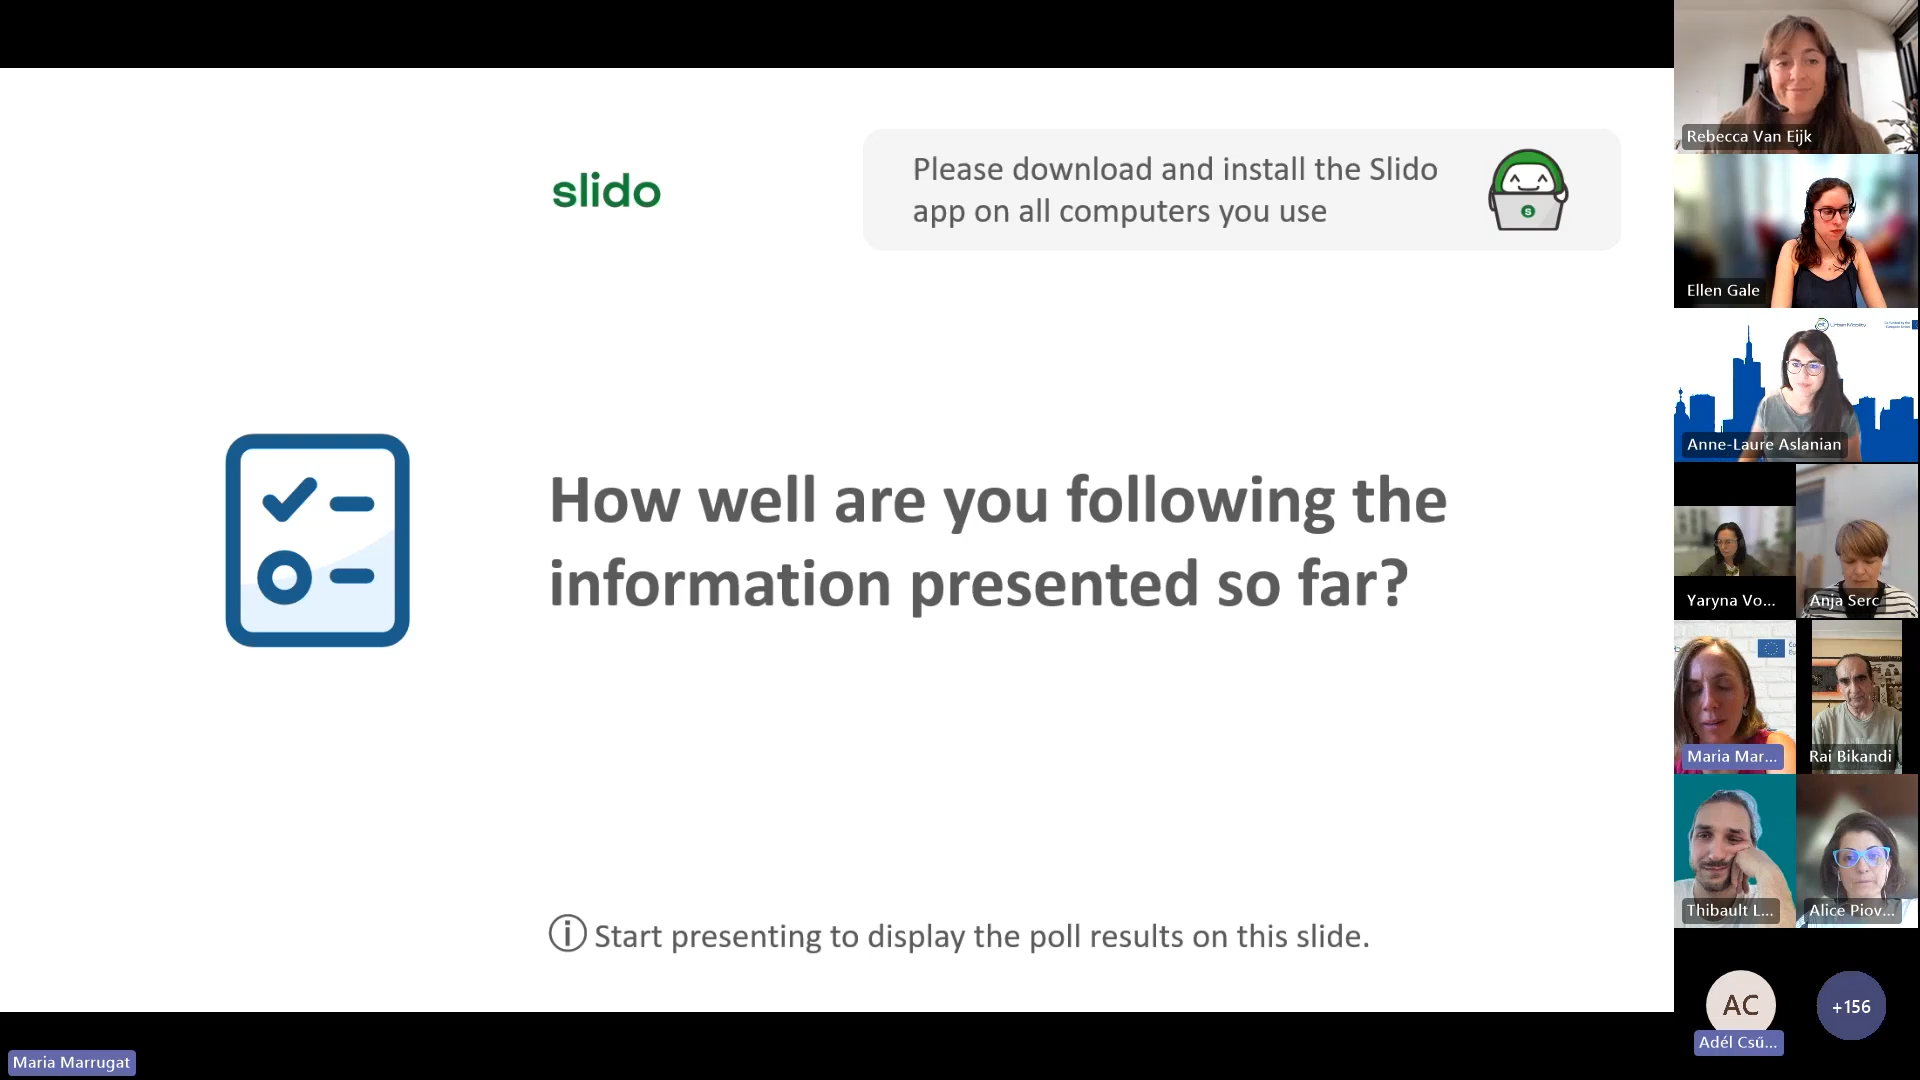 slido
Please download and install the Slido
app on all computers you use
S
How well are you following the
information presented so far?
i
Start presenting to display the poll results on this slide.
Maria Marrugat
Rebecca Van Eijk
Ellen Gale
Urban Mobility
Anne-Laure Aslanian
Yaryna Vo...
Anja Serc
Maria Mar...
Rai Bikandi
Thibault L...
Alice Piov...
AC
Adél Csü...
+156